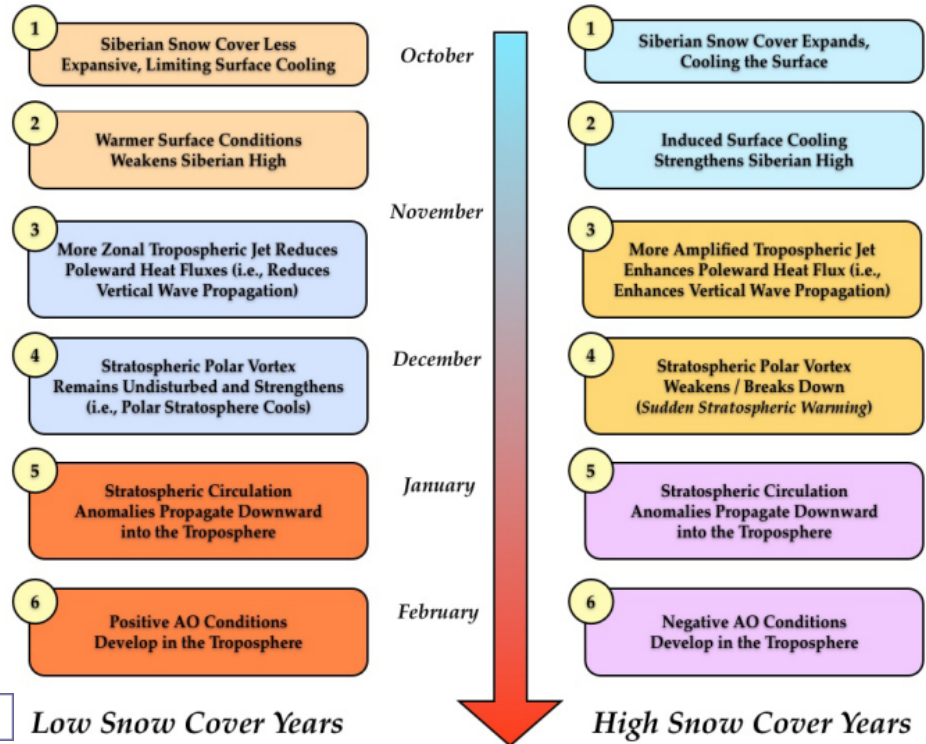 1
Siberian Snow Cover Less
Expansive, Limiting Surface Cooling
2
Warmer Surface Conditions
Weakens Siberian High
3
More Zonal Tropospheric Jet Reduces
Poleward Heat Fluxes (i.e., Reduces
Vertical Wave Propagation)
4
Stratospheric Polar Vortex
Remains Undisturbed and Strengthens
(i.e., Polar Stratosphere Cools)
5
Stratospheric Circulation
Anomalies Propagate Downward
into the Troposphere
6
Positive AO Conditions
Develop in the Troposphere
Low Snow Cover Years
October
November
December
January
February
1
Siberian Snow Cover Expands,
Cooling the Surface
2
Induced Surface Cooling
Strengthens Siberian High
3
More Amplified Tropospheric Jet
Enhances Poleward Heat Flux (i.e.,
Enhances Vertical Wave Propagation)
4
Stratospheric Polar Vortex
Weakens / Breaks Down
(Sudden Stratospheric Warming)
5
Stratospheric Circulation
Anomalies Propagate Downward
into the Troposphere
6
Negative AO Conditions
Develop in the Troposphere
High Snow Cover Years